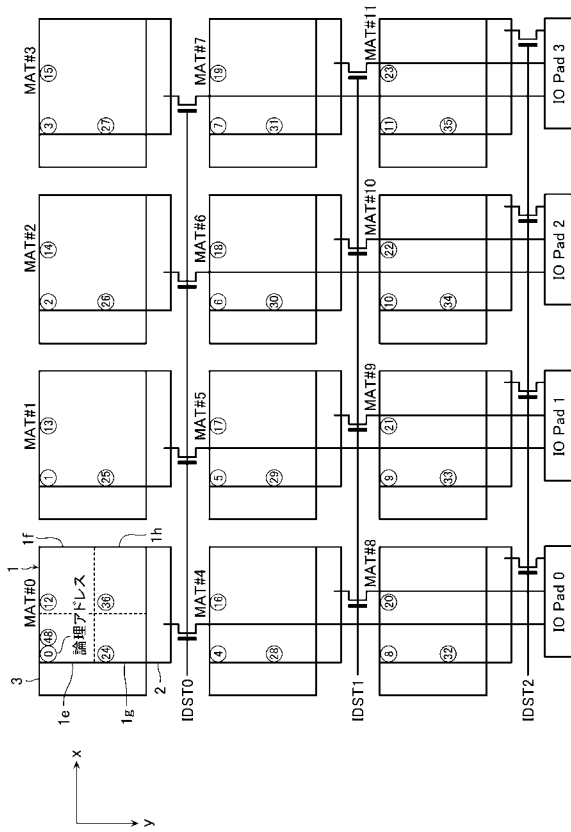 MAT#0
MAT#1
MAT#2
MAT#3
1
1f
1h
3
1e
1g
2
0
48
12
論理アドレス
24
36
1
13
25
2
14
26
3
15
27
IDST0
MAT#4
MAT#5
MAT#6
MAT#7
4
16
28
5
17
29
6
18
30
7
19
31
IDST1
MAT#8
MAT#9
MAT#10
MAT#11
8
20
32
9
21
33
10
22
34
11
23
35
IDST2
IO Pad 0
IO Pad 1
IO Pad 2
IO Pad 3
x
y